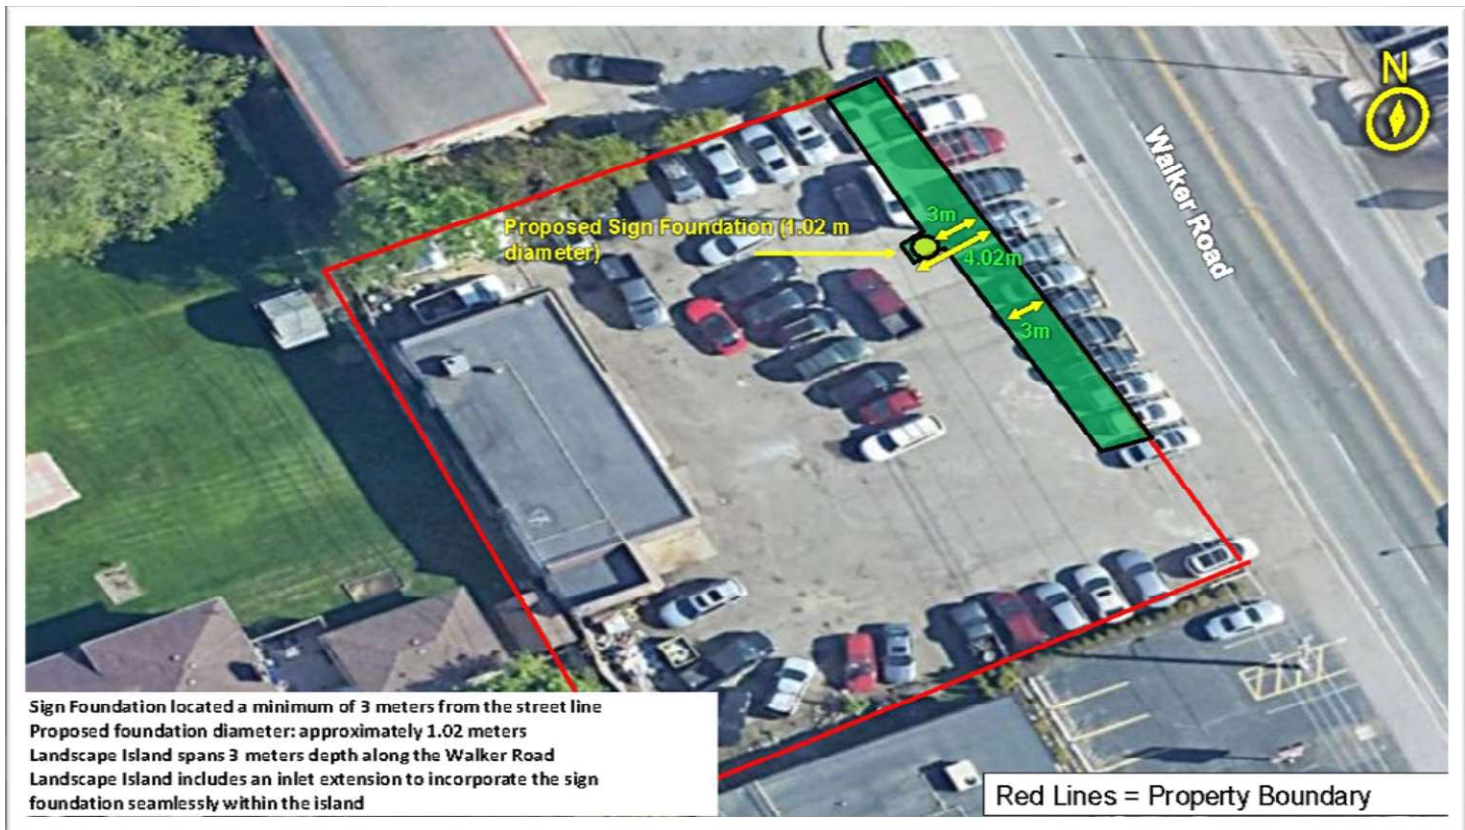 N
Walker Road
Proposed Sign Foundation (1.02 m
diameter)
3m
4.02m
3m
Sign Foundation located a minimum of 3 meters from the street line
Proposed foundation diameter: approximately 1.02 meters
Landscape Island spans 3 meters depth along the Walker Road
Landscape Island includes an inlet extension to incorporate the sign
foundation seamlessly within the island
Red Lines = Property Boundary